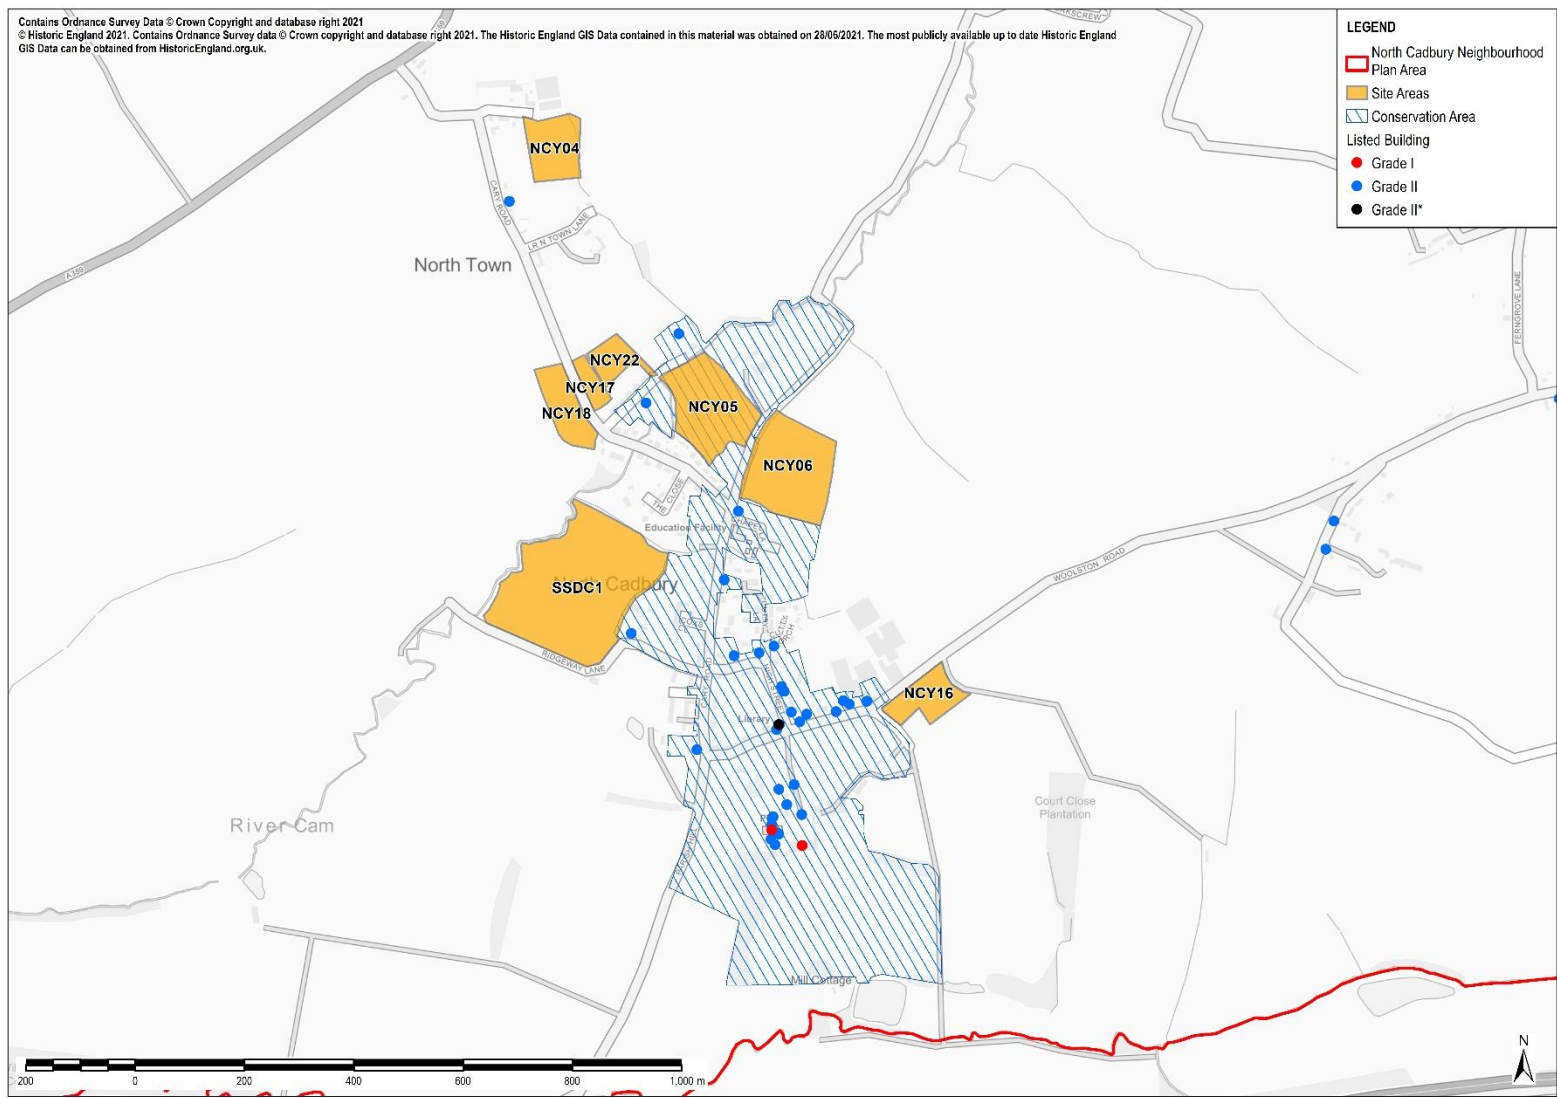 Contains Ordnance Survey Data © Crown Copyright and database right 2021
© Historic England 2021. Contains Ordnance Survey data © Crown copyright and database right 2021. The Historic England GIS Data contained in this material was obtained on 28/06/2021. The most publicly available up to date Historic England
GIS Data can be obtained from HistoricEngland.org.uk.
LEGEND
North Cadbury Neighbourhood
Plan Area
Site Areas
Conservation Area
Listed Building
Grade I
Grade II
Grade II*
NCY04
CARY ROAD
LR N TOWN LANE
North Town
A359
FERNGROVE LANE
NCY22
NCY17
NCY18
NCY05
NCY06
THE CLOSE
Education Facility
North Cadbury
SSDC1
WOOLSTON ROAD
RIDGEWAY LANE
HIGH STREET
NCY16
Library
Court Close
Plantation
River Cam
PARISH HILL
Mill Cottage
N
200
0
200
400
600
800
1,000 m